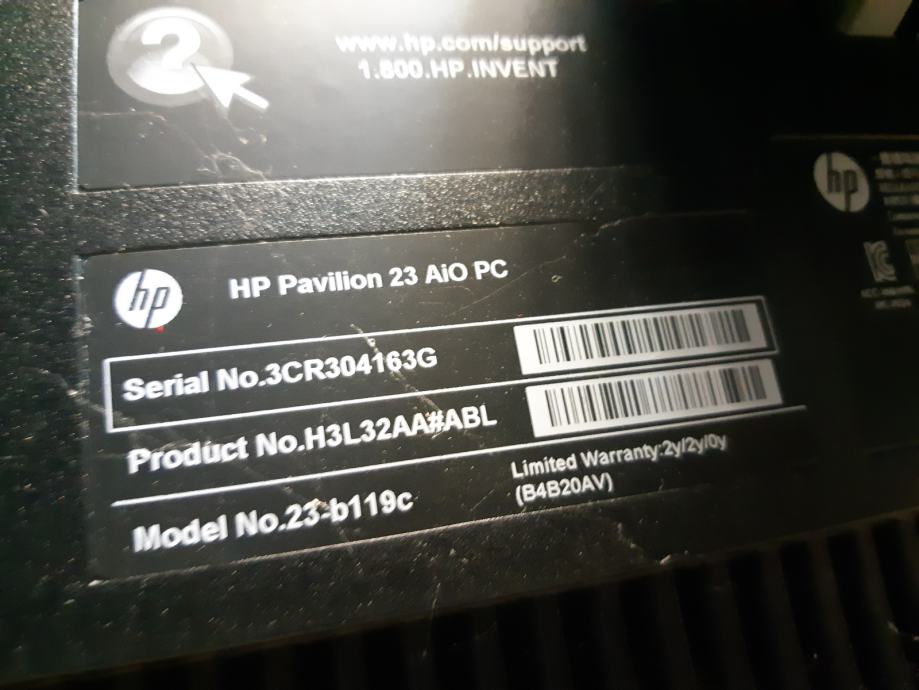 ?
www.hp.com/support
1.800.HP.INVENT
hp
hp
HP Pavilion 23 AiO PC
Serial No.3CR304163G
Product No.H3L32AA#ABL
Model No.23-b119c
Limited Warranty:2y/2y/0y
(B4B20AV)